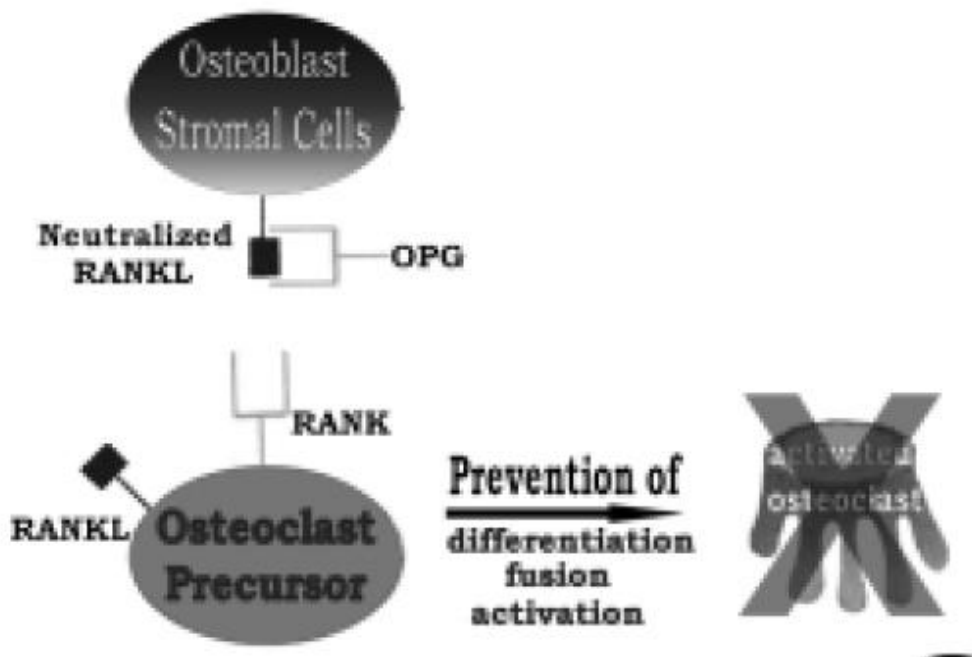 Osteoblast
Stromal Cells
Neutralized
RANKL
OPG
RANK
RANKL
Osteoclast
Precursor
Prevention of
differentiation
fusion
activation
activated
osteoclast